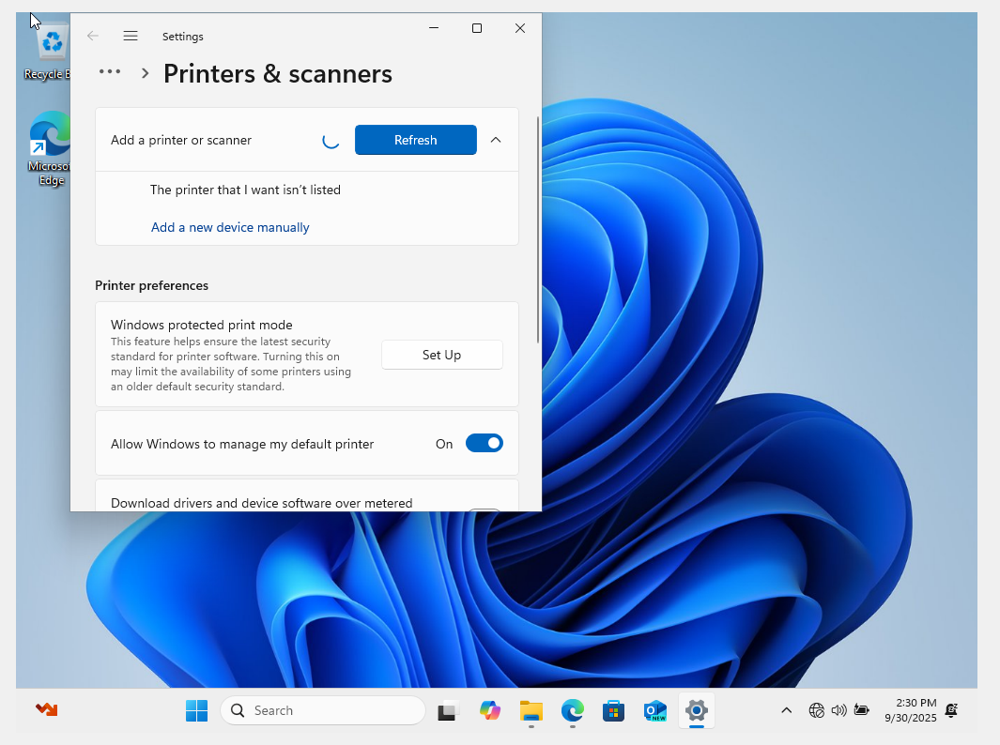 Recycle B
Microsof
Edge
Settings
Printers & scanners
Add a printer or scanner
Refresh
The printer that I want isn’t listed
Add a new device manually
Printer preferences
Windows protected print mode
This feature helps ensure the latest security
standard for printer software. Turning this on
may limit the availability of some printers using
an older default security standard.
Set Up
Allow Windows to manage my default printer
On
Download drivers and device software over metered
Search
NEW
2:30 PM
9/30/2025